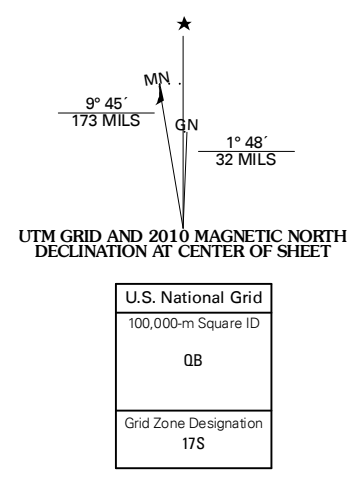 ★
MN
9° 45´
173 MILS
GN
1° 48´
32 MILS
UTM GRID AND 2010 MAGNETIC NORTH
DECLINATION AT CENTER OF SHEET
U.S. National Grid
100,000-m Square ID
QB
Grid Zone Designation
17S